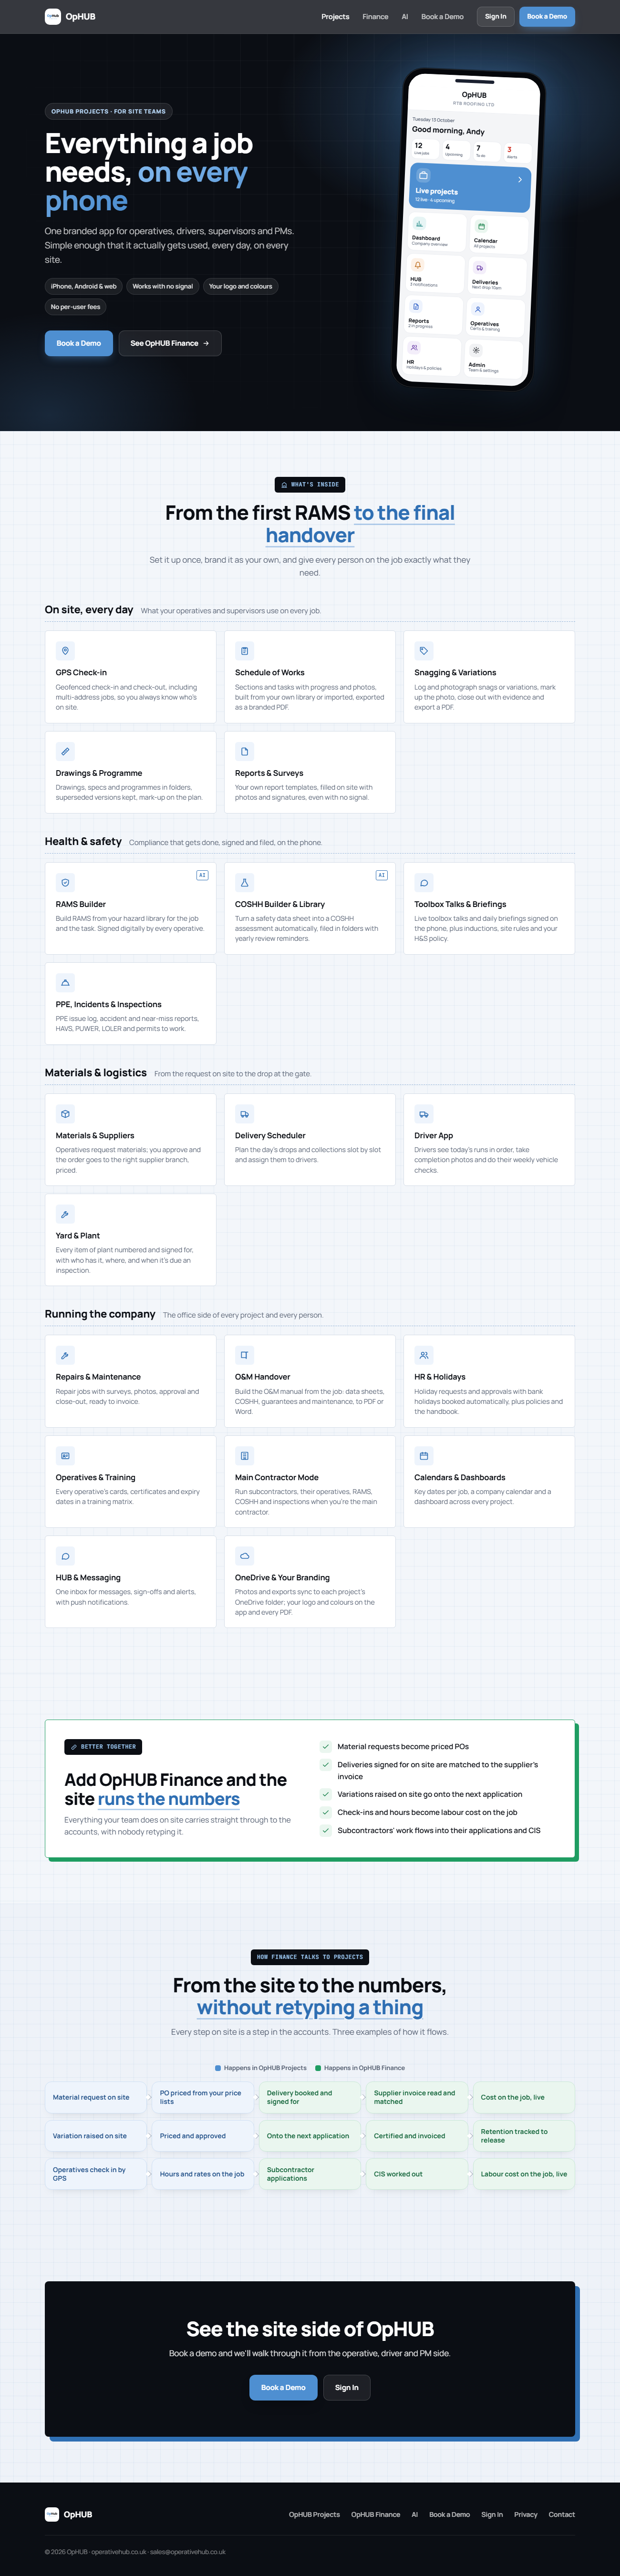 OpHUB
Projects Finance AI Book a Demo Sign In Book a Demo
OPHUB PROJECTS · FOR SITE TEAMS
Everything a job
needs, on every
phone
One branded app for operatives, drivers, supervisors and PMs.
Simple enough that it actually gets used, every day, on every
site.
iPhone, Android & web Works with no signal Your logo and colours
No per-user fees
Book a Demo See OpHUB Finance →
OpHUB
RTB ROOFING LTD
Tuesday 13 October
Good morning, Andy
12 4 7 3
Live jobs Upcoming To do Alerts
Live projects
12 live · 4 upcoming
Dashboard
Company overview
Calendar
All projects
HUB
3 notifications
Deliveries
Next drop 10am
Reports
2 in progress
Operatives
Certs & training
HR
Holidays & policies
Admin
Team & settings
WHAT'S INSIDE
From the first RAMS to the final
handover
Set it up once, brand it as your own, and give every person on the job exactly what they
need.
On site, every day What your operatives and supervisors use on every job.
GPS Check-in
Geofenced check-in and check-out, including
multi-address jobs, so you always know who's
on site.
Schedule of Works
Sections and tasks with progress and photos,
built from your own library or imported, exported
as a branded PDF.
Snagging & Variations
Log and photograph snags or variations, mark
up the photo, close out with evidence and
export a PDF.
Drawings & Programme
Drawings, specs and programmes in folders,
superseded versions kept, mark-up on the plan.
Reports & Surveys
Your own report templates, filled on site with
photos and signatures, even with no signal.
Health & safety Compliance that gets done, signed and filed, on the phone.
AI
RAMS Builder
Build RAMS from your hazard library for the job
and the task. Signed digitally by every operative.
AI
COSHH Builder & Library
Turn a safety data sheet into a COSHH
assessment automatically, filed in folders with
yearly review reminders.
Toolbox Talks & Briefings
Live toolbox talks and daily briefings signed on
the phone, plus inductions, site rules and your
H&S policy.
PPE, Incidents & Inspections
PPE issue log, accident and near-miss reports,
HAVS, PUWER, LOLER and permits to work.
Materials & logistics From the request on site to the drop at the gate.
Materials & Suppliers
Operatives request materials; you approve and
the order goes to the right supplier branch,
priced.
Delivery Scheduler
Plan the day's drops and collections slot by slot
and assign them to drivers.
Driver App
Drivers see today's runs in order, take
completion photos and do their weekly vehicle
checks.
Yard & Plant
Every item of plant numbered and signed for,
with who has it, where, and when it's due an
inspection.
Running the company The office side of every project and every person.
Repairs & Maintenance
Repair jobs with surveys, photos, approval and
close-out, ready to invoice.
O&M Handover
Build the O&M manual from the job: data sheets,
COSHH, guarantees and maintenance, to PDF or
Word.
HR & Holidays
Holiday requests and approvals with bank
holidays booked automatically, plus policies and
the handbook.
Operatives & Training
Every operative's cards, certificates and expiry
dates in a training matrix.
Main Contractor Mode
Run subcontractors, their operatives, RAMS,
COSHH and inspections when you're the main
contractor.
Calendars & Dashboards
Key dates per job, a company calendar and a
dashboard across every project.
HUB & Messaging
One inbox for messages, sign-offs and alerts,
with push notifications.
OneDrive & Your Branding
Photos and exports sync to each project's
OneDrive folder; your logo and colours on the
app and every PDF.
BETTER TOGETHER
Add OpHUB Finance and the
site runs the numbers
Everything your team does on site carries straight through to the
accounts, with nobody retyping it.
Material requests become priced POs
Deliveries signed for on site are matched to the supplier's
invoice
Variations raised on site go onto the next application
Check-ins and hours become labour cost on the job
Subcontractors' work flows into their applications and CIS
HOW FINANCE TALKS TO PROJECTS
From the site to the numbers,
without retyping a thing
Every step on site is a step in the accounts. Three examples of how it flows.
Happens in OpHUB Projects Happens in OpHUB Finance
Material request on site
PO priced from your price
lists
Delivery booked and
signed for
Supplier invoice read and
matched
Cost on the job, live
Variation raised on site
Priced and approved
Onto the next application
Certified and invoiced
Retention tracked to
release
Operatives check in by
GPS
Hours and rates on the job
Subcontractor
applications
CIS worked out
Labour cost on the job, live
See the site side of OpHUB
Book a demo and we'll walk through it from the operative, driver and PM side.
Book a Demo Sign In
OpHUB
OpHUB Projects OpHUB Finance AI Book a Demo Sign In Privacy Contact
© 2026 OpHUB · operativehub.co.uk · sales@operativehub.co.uk